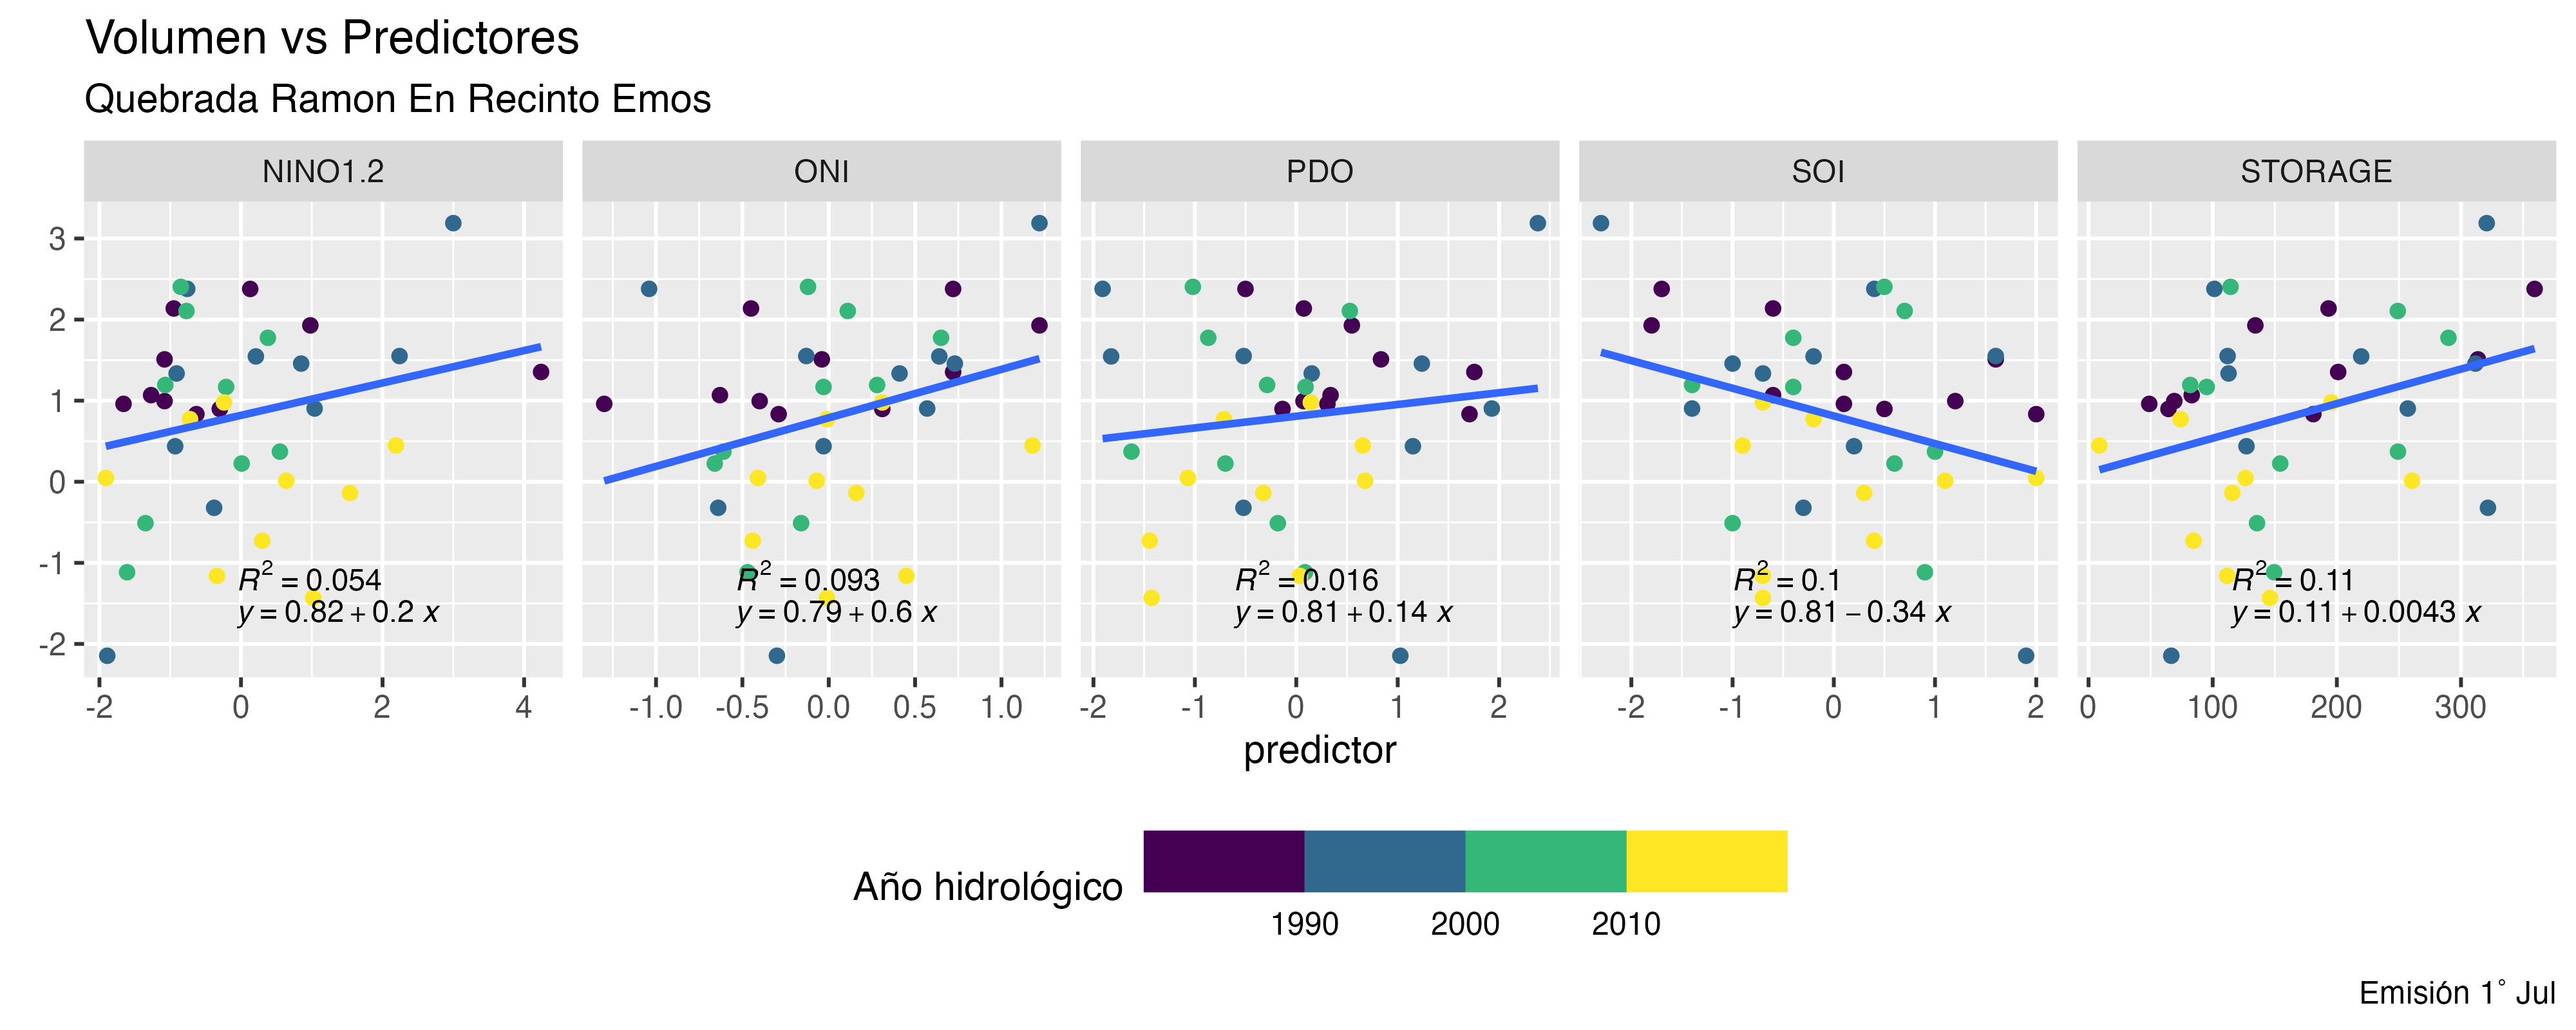 Volumen vs Predictores
Quebrada Ramon En Recinto Emos
NINO1.2 ONI PDO SOI STORAGE
3
2
1
0
-1
-2
R² = 0.054 R² = 0.093 R² = 0.016 R² = 0.1 R² = 0.11
y = 0.82 + 0.2 x y = 0.79 + 0.6 x y = 0.81 + 0.14 x y = 0.81 − 0.34 x y = 0.11 + 0.0043 x
-2 0 2 4 -1.0 -0.5 0.0 0.5 1.0 -2 -1 0 1 2 -2 -1 0 1 2 0 100 200 300
predictor
Año hidrológico
1990 2000 2010
Emisión 1° Jul